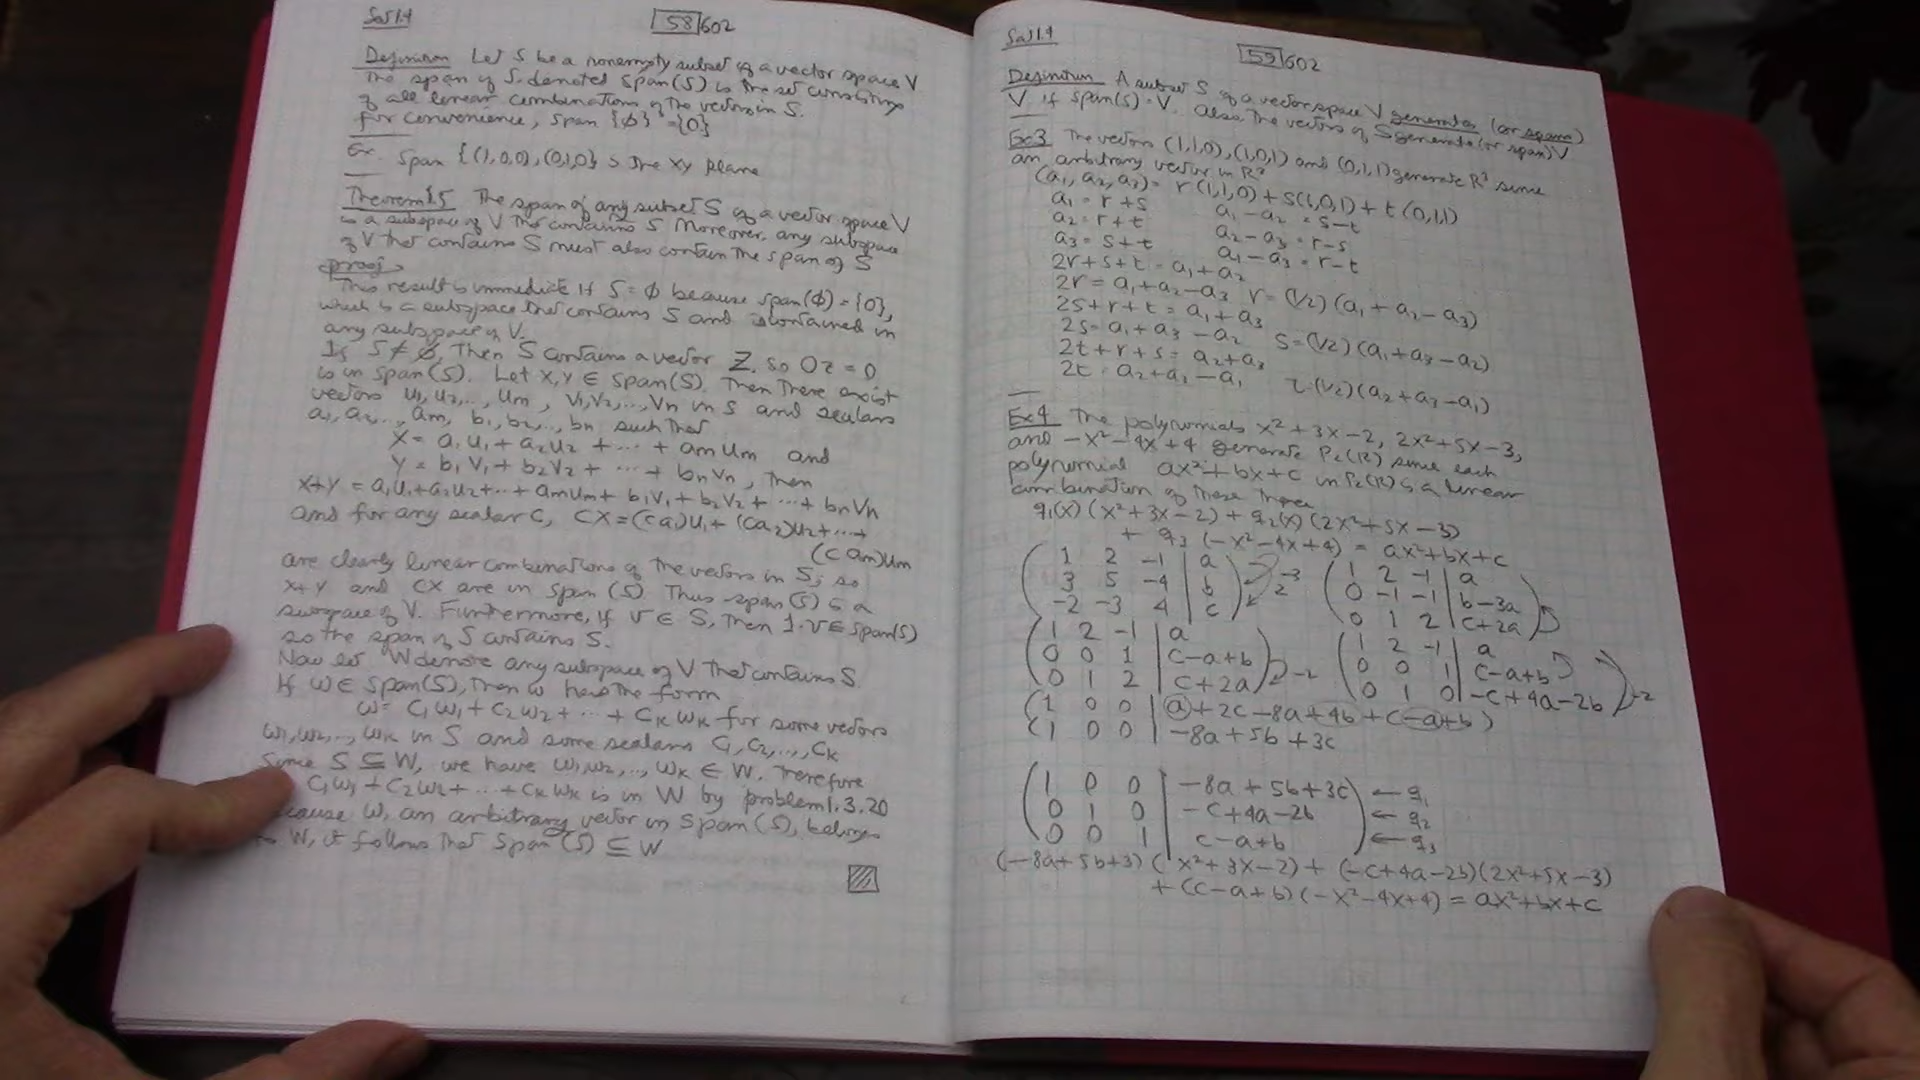 Sec 1.4
58/602
Definition Let S be a nonempty subset of a vector space V
The span of S, denoted span(S) is the set consisting
of all linear combinations of the vectors in S.
For convenience, span {∅} = {0}
Ex. Span {(1,0,0),(0,1,0)} is the xy plane
Theorem 1.5 The span of any subset S of a vector space V
is a subspace of V that contains S Moreover, any subspace
of V that contains S must also contain the span of S
proof
This result is immediate if S = ∅ because span(∅) = {0},
which is a subspace that contains S and is contained in
any subspace of V.
If S ≠ ∅, Then S contains a vector Z, so 0z = 0
is in span(S). Let x,y ∈ span(S). Then There exist
vectors u1, u2, ..., um, v1, v2, ..., vn in S and scalars
a1, a2, ..., am, b1, b2, ..., bn such that
x = a1u1 + a2u2 + ... + amum and
y = b1v1 + b2v2 + ... + bnvn, Then
x+y = a1u1+a2u2+...+amum+b1v1+b2v2+...+bnvn
and for any scalar c, cx=(ca1)u1+(ca2)u2+...+
(cam)um
are clearly linear combinations of the vectors in S; so
x+y and cx are in span(S) Thus span(S) is a
subspace of V. Furthermore, if v ∈ S, then 1·v ∈ span(S)
so the span of S contains S.
Now let W denote any subspace of V that contains S.
If w ∈ span(S), Then w has the form
w = c1w1 + c2w2 + ... + ckwk for some vectors
w1,w2,..,wk in S and some scalars c1,c2,...,ck
Since S ⊆ W, we have w1,w2,..,wk ∈ W. Therefore
c1w1 + c2w2 + ... + ckwk is in W by problem 1.3.20
because w, an arbitrary vector in span(S), belongs
to W, it follows that span(S) ⊆ W
Sec 1.4
59/602
Definition A subset S of a vector space V generates (or spans)
V if span(S)=V. also, The vectors of S generate (or span) V
Ex 3 The vectors (1,1,0),(1,0,1) and (0,1,1) generate R³ since
an arbitrary vector in R³
(a1, a2, a3) = r(1,1,0) + s(1,0,1) + t(0,1,1)
a1 = r + s a1 - a2 = s - t
a2 = r + t a2 - a3 = r - s
a3 = s + t a1 - a3 = r - t
2r + s + t = a1 + a2
2r = a1 + a2 - a3 r = (1/2)(a1 + a2 - a3)
2s + r + t = a1 + a3
2s = a1 + a3 - a2 s = (1/2)(a1 + a3 - a2)
2t + r + s = a2 + a3
2t = a2 + a3 - a1 t = (1/2)(a2 + a3 - a1)
Ex 4 The polynomials x² + 3x - 2, 2x² + 5x - 3,
and -x² - 4x + 4 generate P2(R) since each
polynomial ax² + bx + c in P2(R) is a linear
combination of these three
q1(x)(x² + 3x - 2) + q2(x)(2x² + 5x - 3)
+ q3(-x² - 4x + 4) = ax² + bx + c
( 1 2 -1 | a ) -3 ( 1 2 -1 | a )
( 3 5 -4 | b ) 2 ( 0 -1 -1 | b-3a )
( -2 -3 4 | c ) ( 0 1 2 | c+2a )
( 1 2 -1 | a ) ( 1 2 -1 | a )
( 0 0 1 | c-a+b ) -2 ( 0 0 1 | c-a+b )
( 0 1 2 | c+2a ) ( 0 1 0 | -c+4a-2b ) -2
( 1 0 0 | a + 2c - 8a + 4b + c - a + b )
( 1 0 0 | -8a + 5b + 3c
( 1 0 0 | -8a + 5b + 3c ) ← q1
( 0 1 0 | -c + 4a - 2b ) ← q2
( 0 0 1 | c - a + b ) ← q3
(-8a + 5b + 3)(x² + 3x - 2) + (-c + 4a - 2b)(2x² + 5x - 3)
+ (c - a + b)(-x² - 4x + 4) = ax² + bx + c